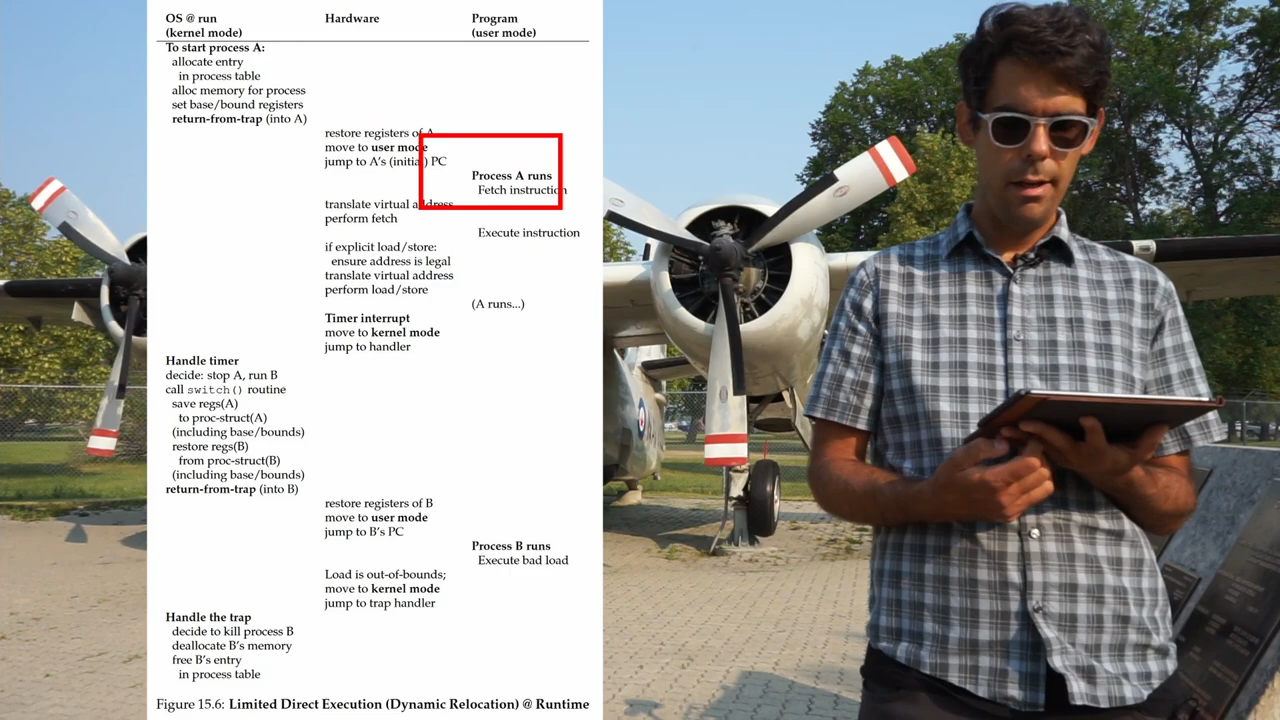 OS @ run Hardware Program
(kernel mode) (user mode)
To start process A:
allocate entry
in process table
alloc memory for process
set base/bound registers
return-from-trap (into A)
restore registers of A
move to user mode
jump to A's (initial) PC
Process A runs
Fetch instruction
translate virtual address
perform fetch
Execute instruction
if explicit load/store:
ensure address is legal
translate virtual address
perform load/store
(A runs...)
Timer interrupt
move to kernel mode
jump to handler
Handle timer
decide: stop A, run B
call switch() routine
save regs(A)
to proc-struct(A)
(including base/bounds)
restore regs(B)
from proc-struct(B)
(including base/bounds)
return-from-trap (into B)
restore registers of B
move to user mode
jump to B's PC
Process B runs
Execute bad load
Load is out-of-bounds;
move to kernel mode
jump to trap handler
Handle the trap
decide to kill process B
deallocate B's memory
free B's entry
in process table
Figure 15.6: Limited Direct Execution (Dynamic Relocation) @ Runtime